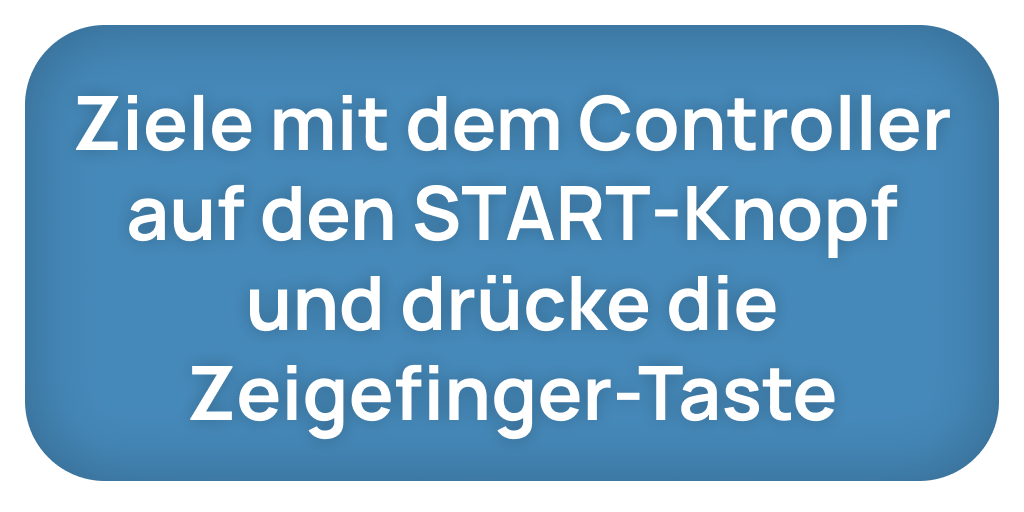 Ziele mit dem Controller
auf den START-Knopf
und drücke die
Zeigefinger-Taste